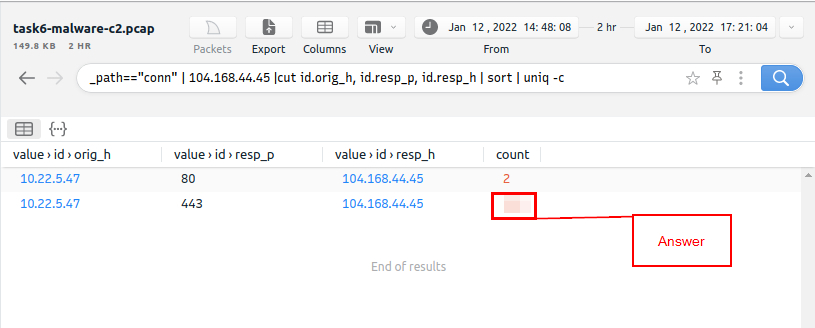 task6-malware-c2.pcap
149.8 KB 2 HR
Packets
Export
Columns
View
Jan 12 , 2022 14 : 48 : 08
From
2 hr
Jan 12 , 2022 17 : 21 : 04
To
_path=="conn" | 104.168.44.45 |cut id.orig_h, id.resp_p, id.resp_h | sort | uniq -c
{···}
value › id › orig_h value › id › resp_p value › id › resp_h count
10.22.5.47 80 104.168.44.45 2
10.22.5.47 443 104.168.44.45
Answer
End of results